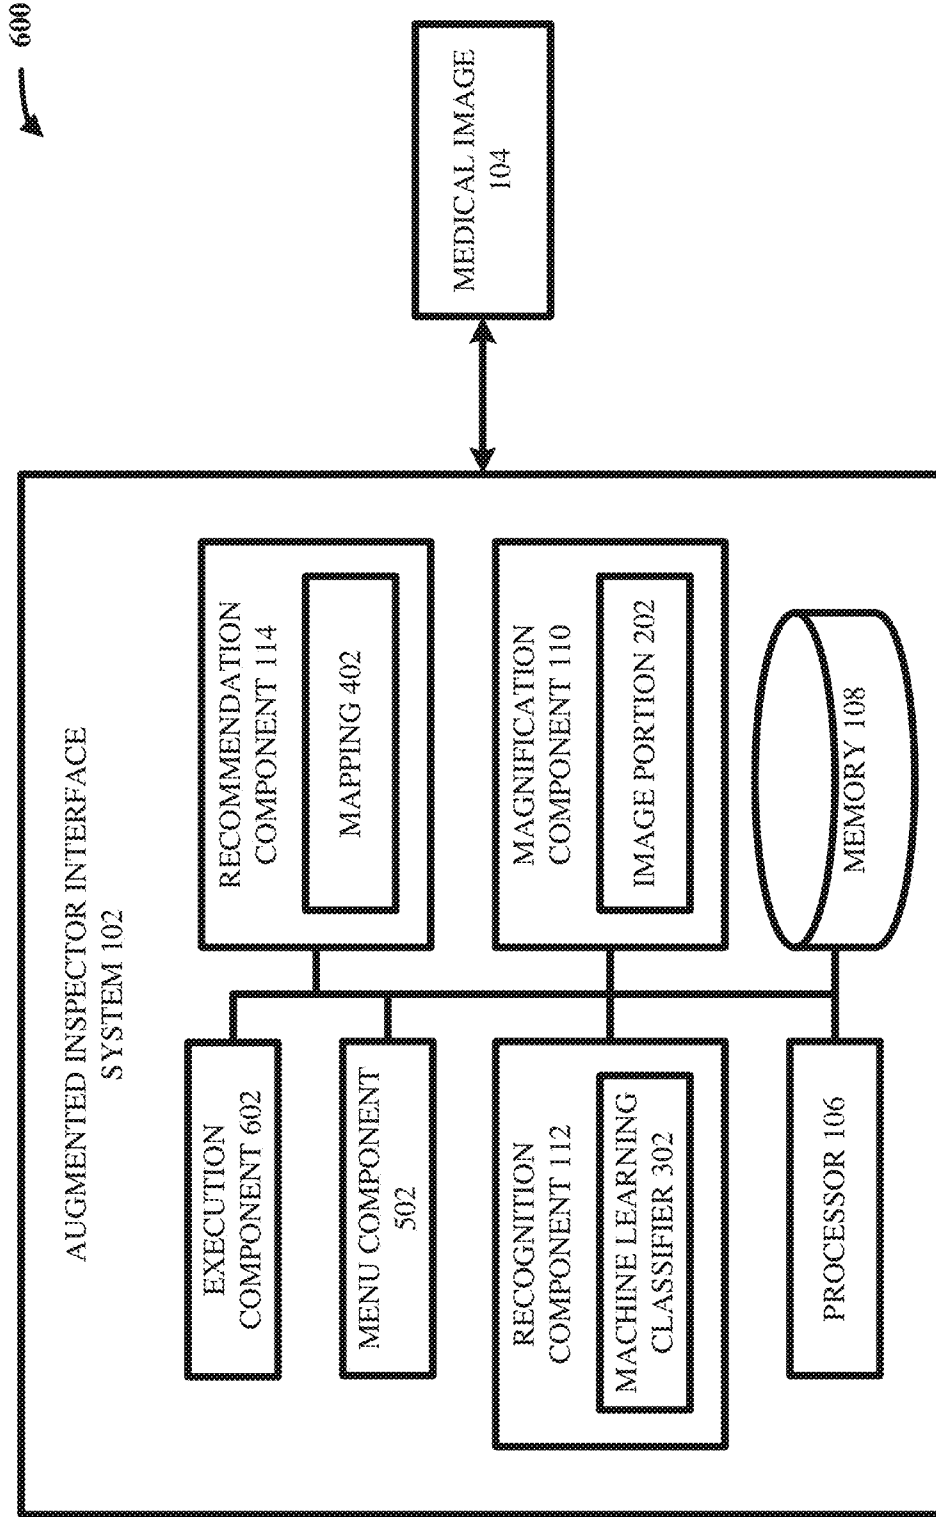 600
AUGMENTED INSPECTOR INTERFACE
SYSTEM 102
EXECUTION
COMPONENT 602
MENU COMPONENT
502
RECOGNITION
COMPONENT 112
MACHINE LEARNING
CLASSIFIER 302
PROCESSOR 106
RECOMMENDATION
COMPONENT 114
MAPPING 402
MAGNIFICATION
COMPONENT 110
IMAGE PORTION 202
MEMORY 108
MEDICAL IMAGE
104